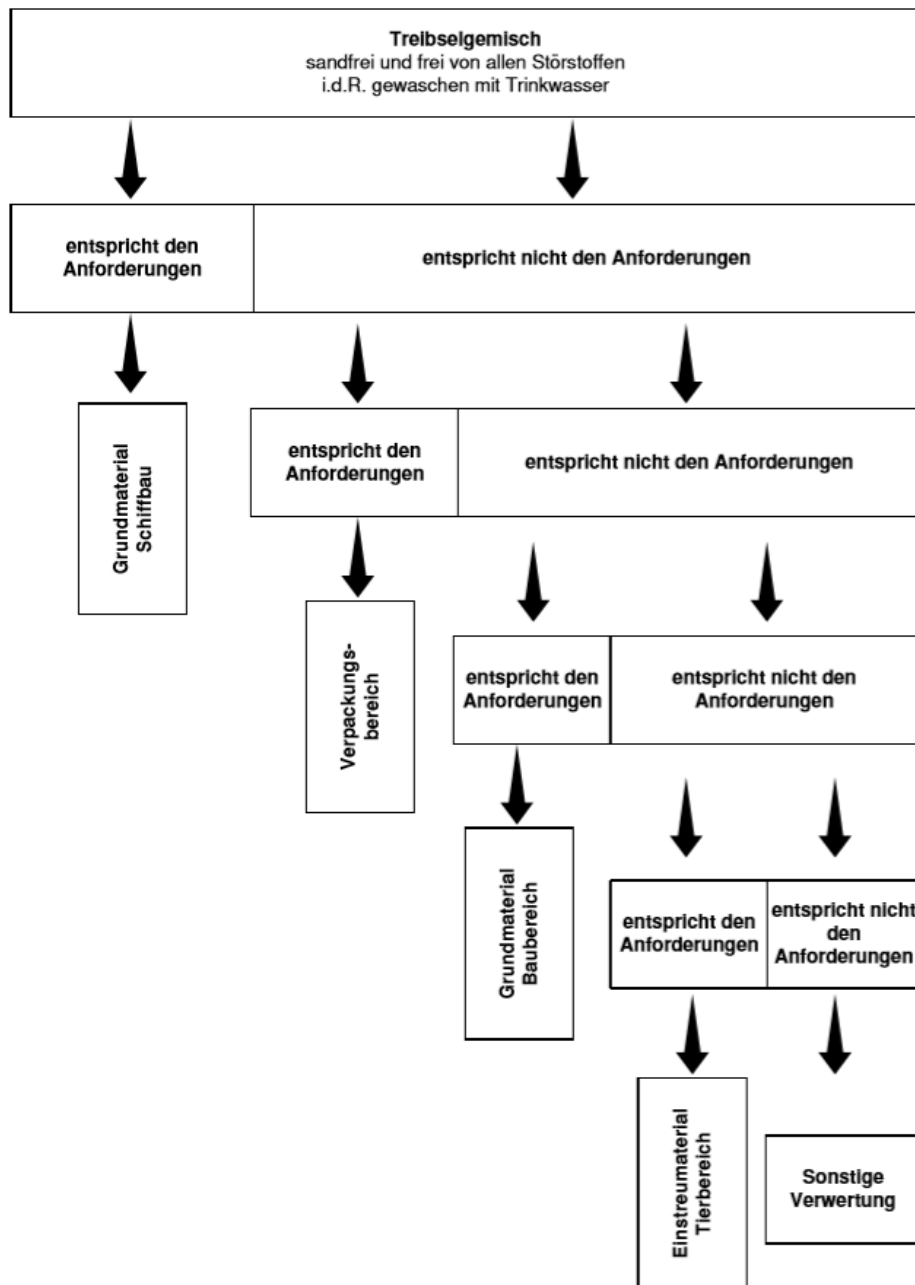 Treibselgemisch
sandfrei und frei von allen Störstoffen
i.d.R. gewaschen mit Trinkwasser
entspricht den
Anforderungen
entspricht nicht den Anforderungen
Grundmaterial
Schiffbau
entspricht den
Anforderungen
entspricht nicht den Anforderungen
Verpackungs-
bereich
entspricht den
Anforderungen
entspricht nicht den
Anforderungen
Grundmaterial
Baubereich
entspricht den
Anforderungen
entspricht nicht
den
Anforderungen
Einstreumaterial
Tierbereich
Sonstige
Verwertung